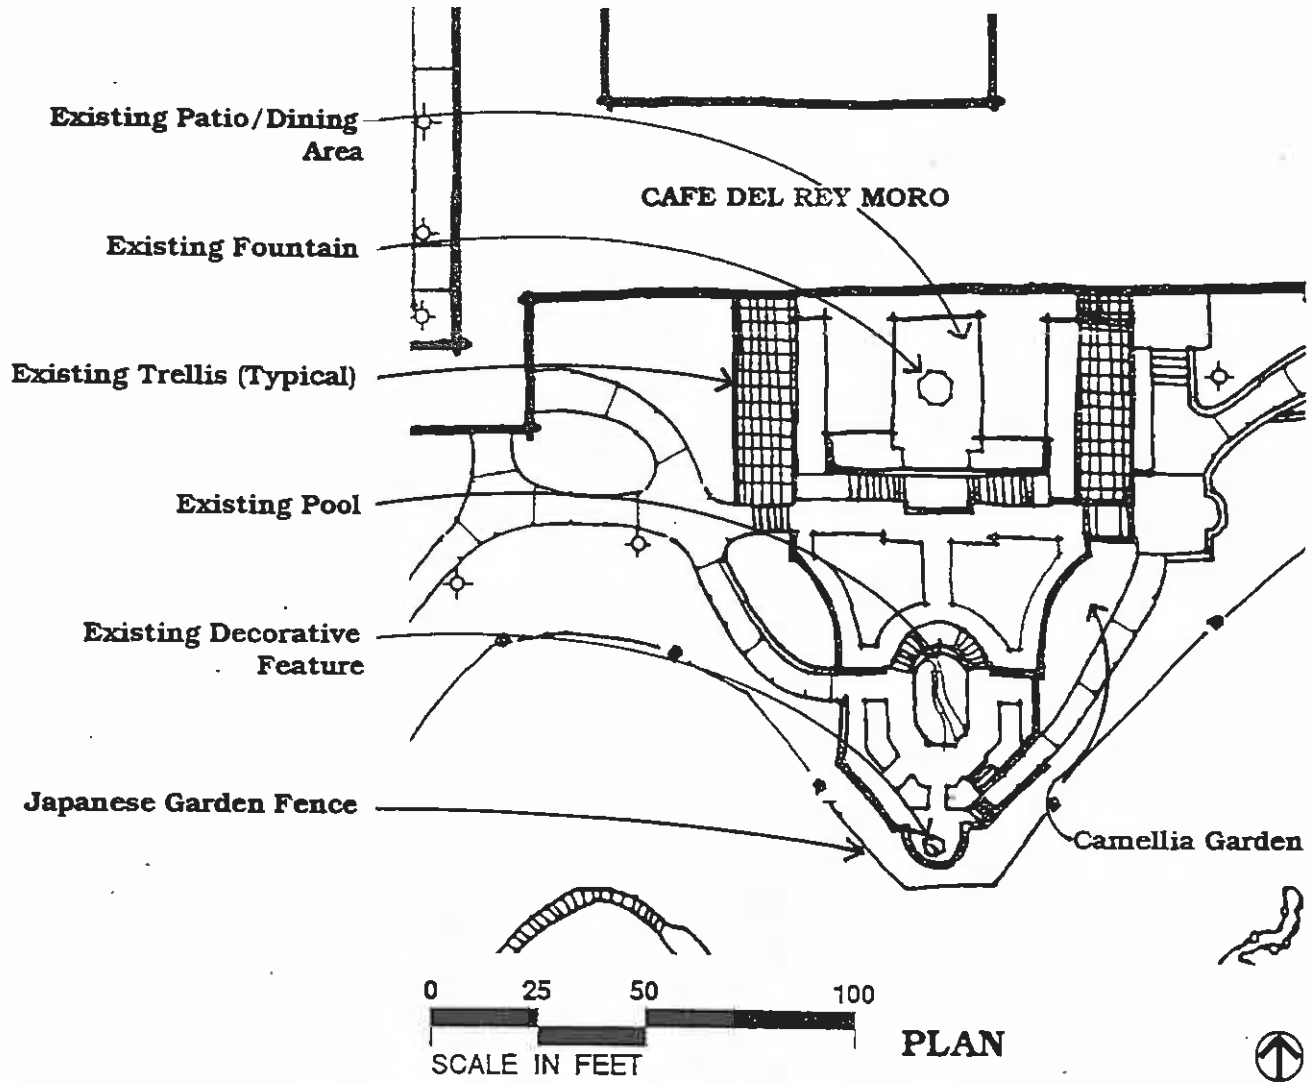 Existing Patio/Dining
Area
CAFE DEL REY MORO
Existing Fountain
Existing Trellis (Typical)
Existing Pool
Existing Decorative
Feature
Japanese Garden Fence
Camellia Garden
0 25 50 100
SCALE IN FEET
PLAN